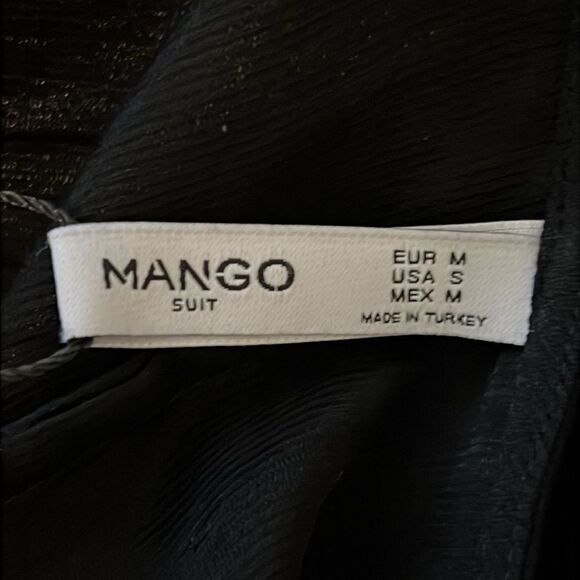 MANGO
SUIT
EUR M
USA S
MEX M
MADE IN TURKEY